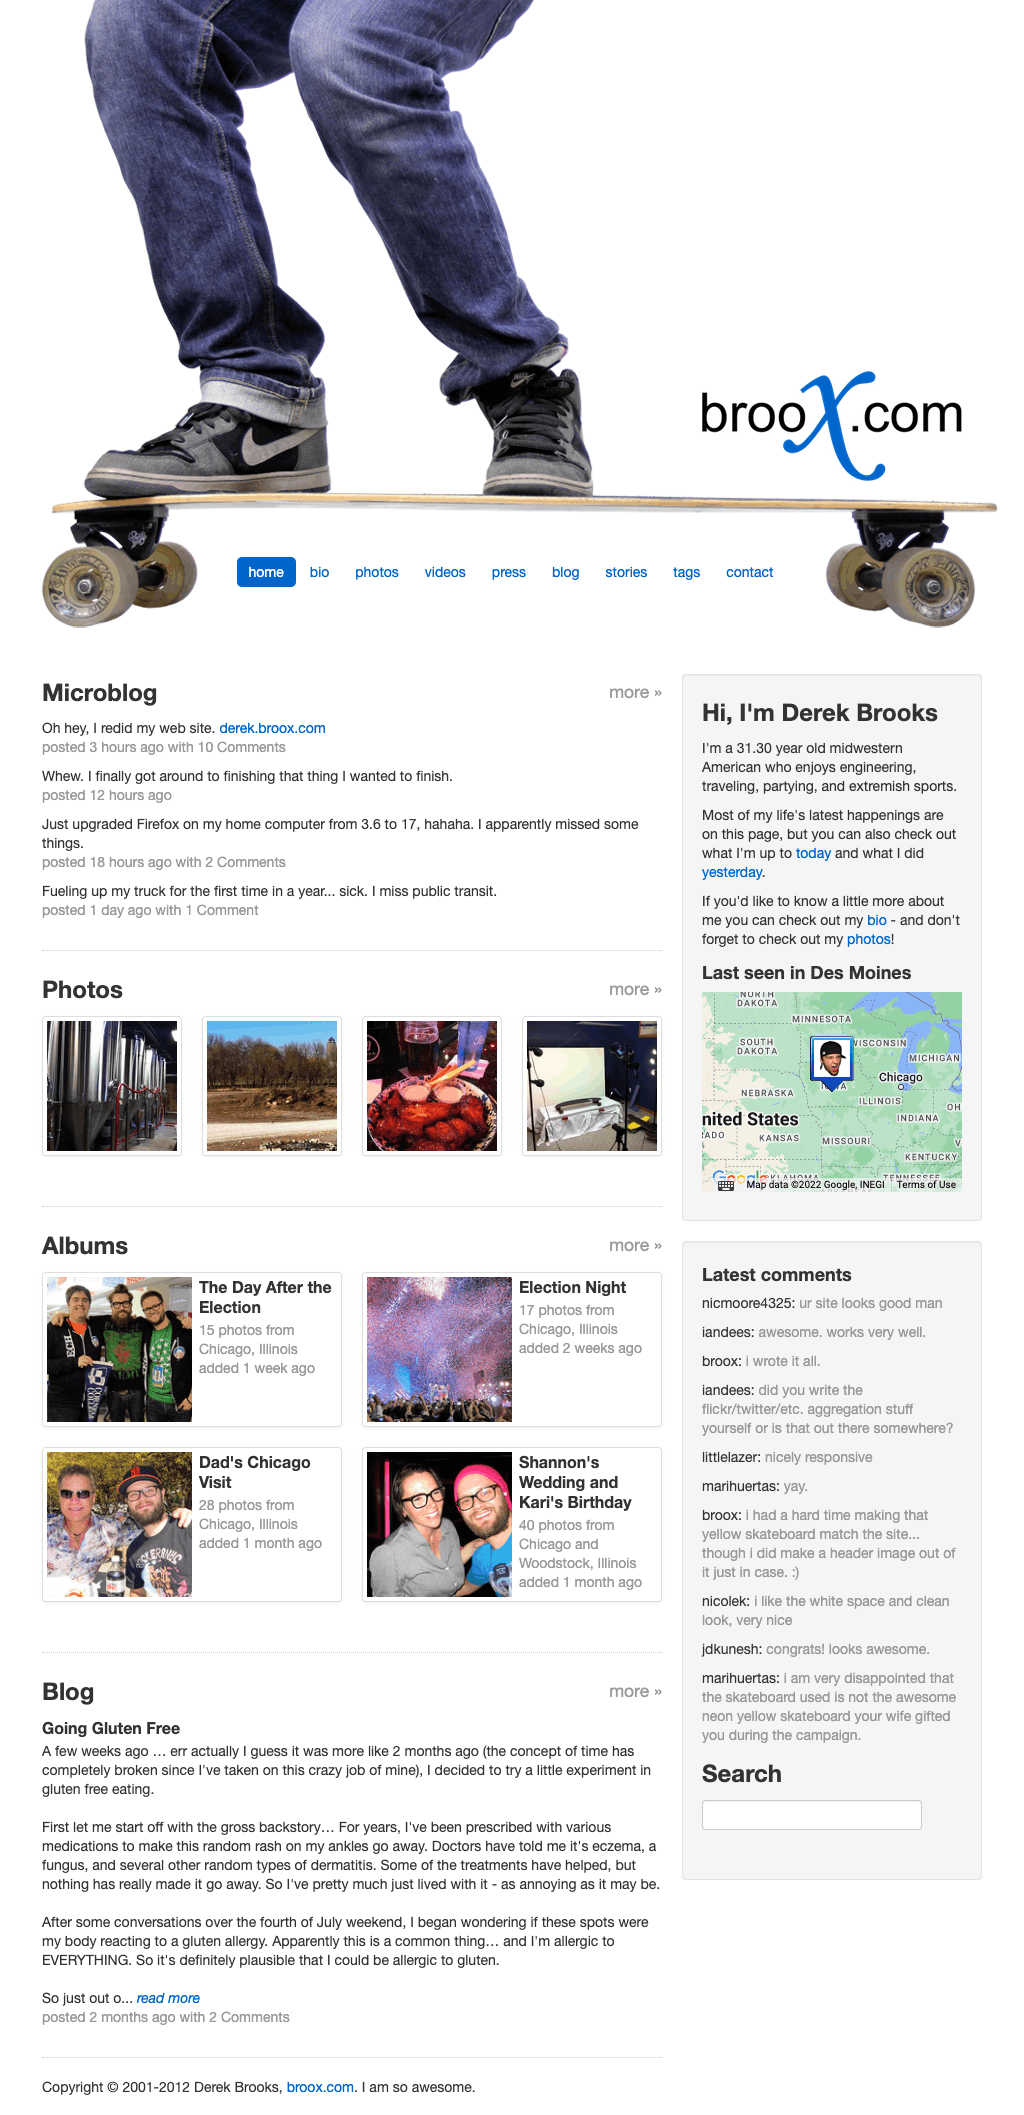 brooX.com
home bio photos videos press blog stories tags contact
Microblog
more »
Oh hey, I redid my web site. derek.broox.com
posted 3 hours ago with 10 Comments
Whew. I finally got around to finishing that thing I wanted to finish.
posted 12 hours ago
Just upgraded Firefox on my home computer from 3.6 to 17, hahaha. I apparently missed some
things.
posted 18 hours ago with 2 Comments
Fueling up my truck for the first time in a year... sick. I miss public transit.
posted 1 day ago with 1 Comment
Photos
more »
Albums
more »
The Day After the
Election
15 photos from
Chicago, Illinois
added 1 week ago
Election Night
17 photos from
Chicago, Illinois
added 2 weeks ago
Dad's Chicago
Visit
28 photos from
Chicago, Illinois
added 1 month ago
Shannon's
Wedding and
Kari's Birthday
40 photos from
Chicago and
Woodstock, Illinois
added 1 month ago
Blog
more »
Going Gluten Free
A few weeks ago … err actually I guess it was more like 2 months ago (the concept of time has
completely broken since I've taken on this crazy job of mine), I decided to try a little experiment in
gluten free eating.
First let me start off with the gross backstory… For years, I've been prescribed with various
medications to make this random rash on my ankles go away. Doctors have told me it's eczema, a
fungus, and several other random types of dermatitis. Some of the treatments have helped, but
nothing has really made it go away. So I've pretty much just lived with it - as annoying as it may be.
After some conversations over the fourth of July weekend, I began wondering if these spots were
my body reacting to a gluten allergy. Apparently this is a common thing… and I'm allergic to
EVERYTHING. So it's definitely plausible that I could be allergic to gluten.
So just out o... read more
posted 2 months ago with 2 Comments
Copyright © 2001-2012 Derek Brooks, broox.com. I am so awesome.
Hi, I'm Derek Brooks
I'm a 31.30 year old midwestern
American who enjoys engineering,
traveling, partying, and extremish sports.
Most of my life's latest happenings are
on this page, but you can also check out
what I'm up to today and what I did
yesterday.
If you'd like to know a little more about
me you can check out my bio - and don't
forget to check out my photos!
Last seen in Des Moines
NORTH
DAKOTA
MINNESOTA
SOUTH
DAKOTA
WISCONSIN
MICHIGAN
Chicago
NEBRASKA
ILLINOIS
INDIANA
OH
nited States
ADO
KANSAS
MISSOURI
KENTUCKY
Google
OKLAHOMA
TENNESSEE
Map data ©2022 Google, INEGI Terms of Use
Latest comments
nicmoore4325: ur site looks good man
iandees: awesome. works very well.
broox: i wrote it all.
iandees: did you write the
flickr/twitter/etc. aggregation stuff
yourself or is that out there somewhere?
littlelazer: nicely responsive
marihuertas: yay.
broox: i had a hard time making that
yellow skateboard match the site...
though i did make a header image out of
it just in case. :)
nicolek: i like the white space and clean
look, very nice
jdkunesh: congrats! looks awesome.
marihuertas: i am very disappointed that
the skateboard used is not the awesome
neon yellow skateboard your wife gifted
you during the campaign.
Search